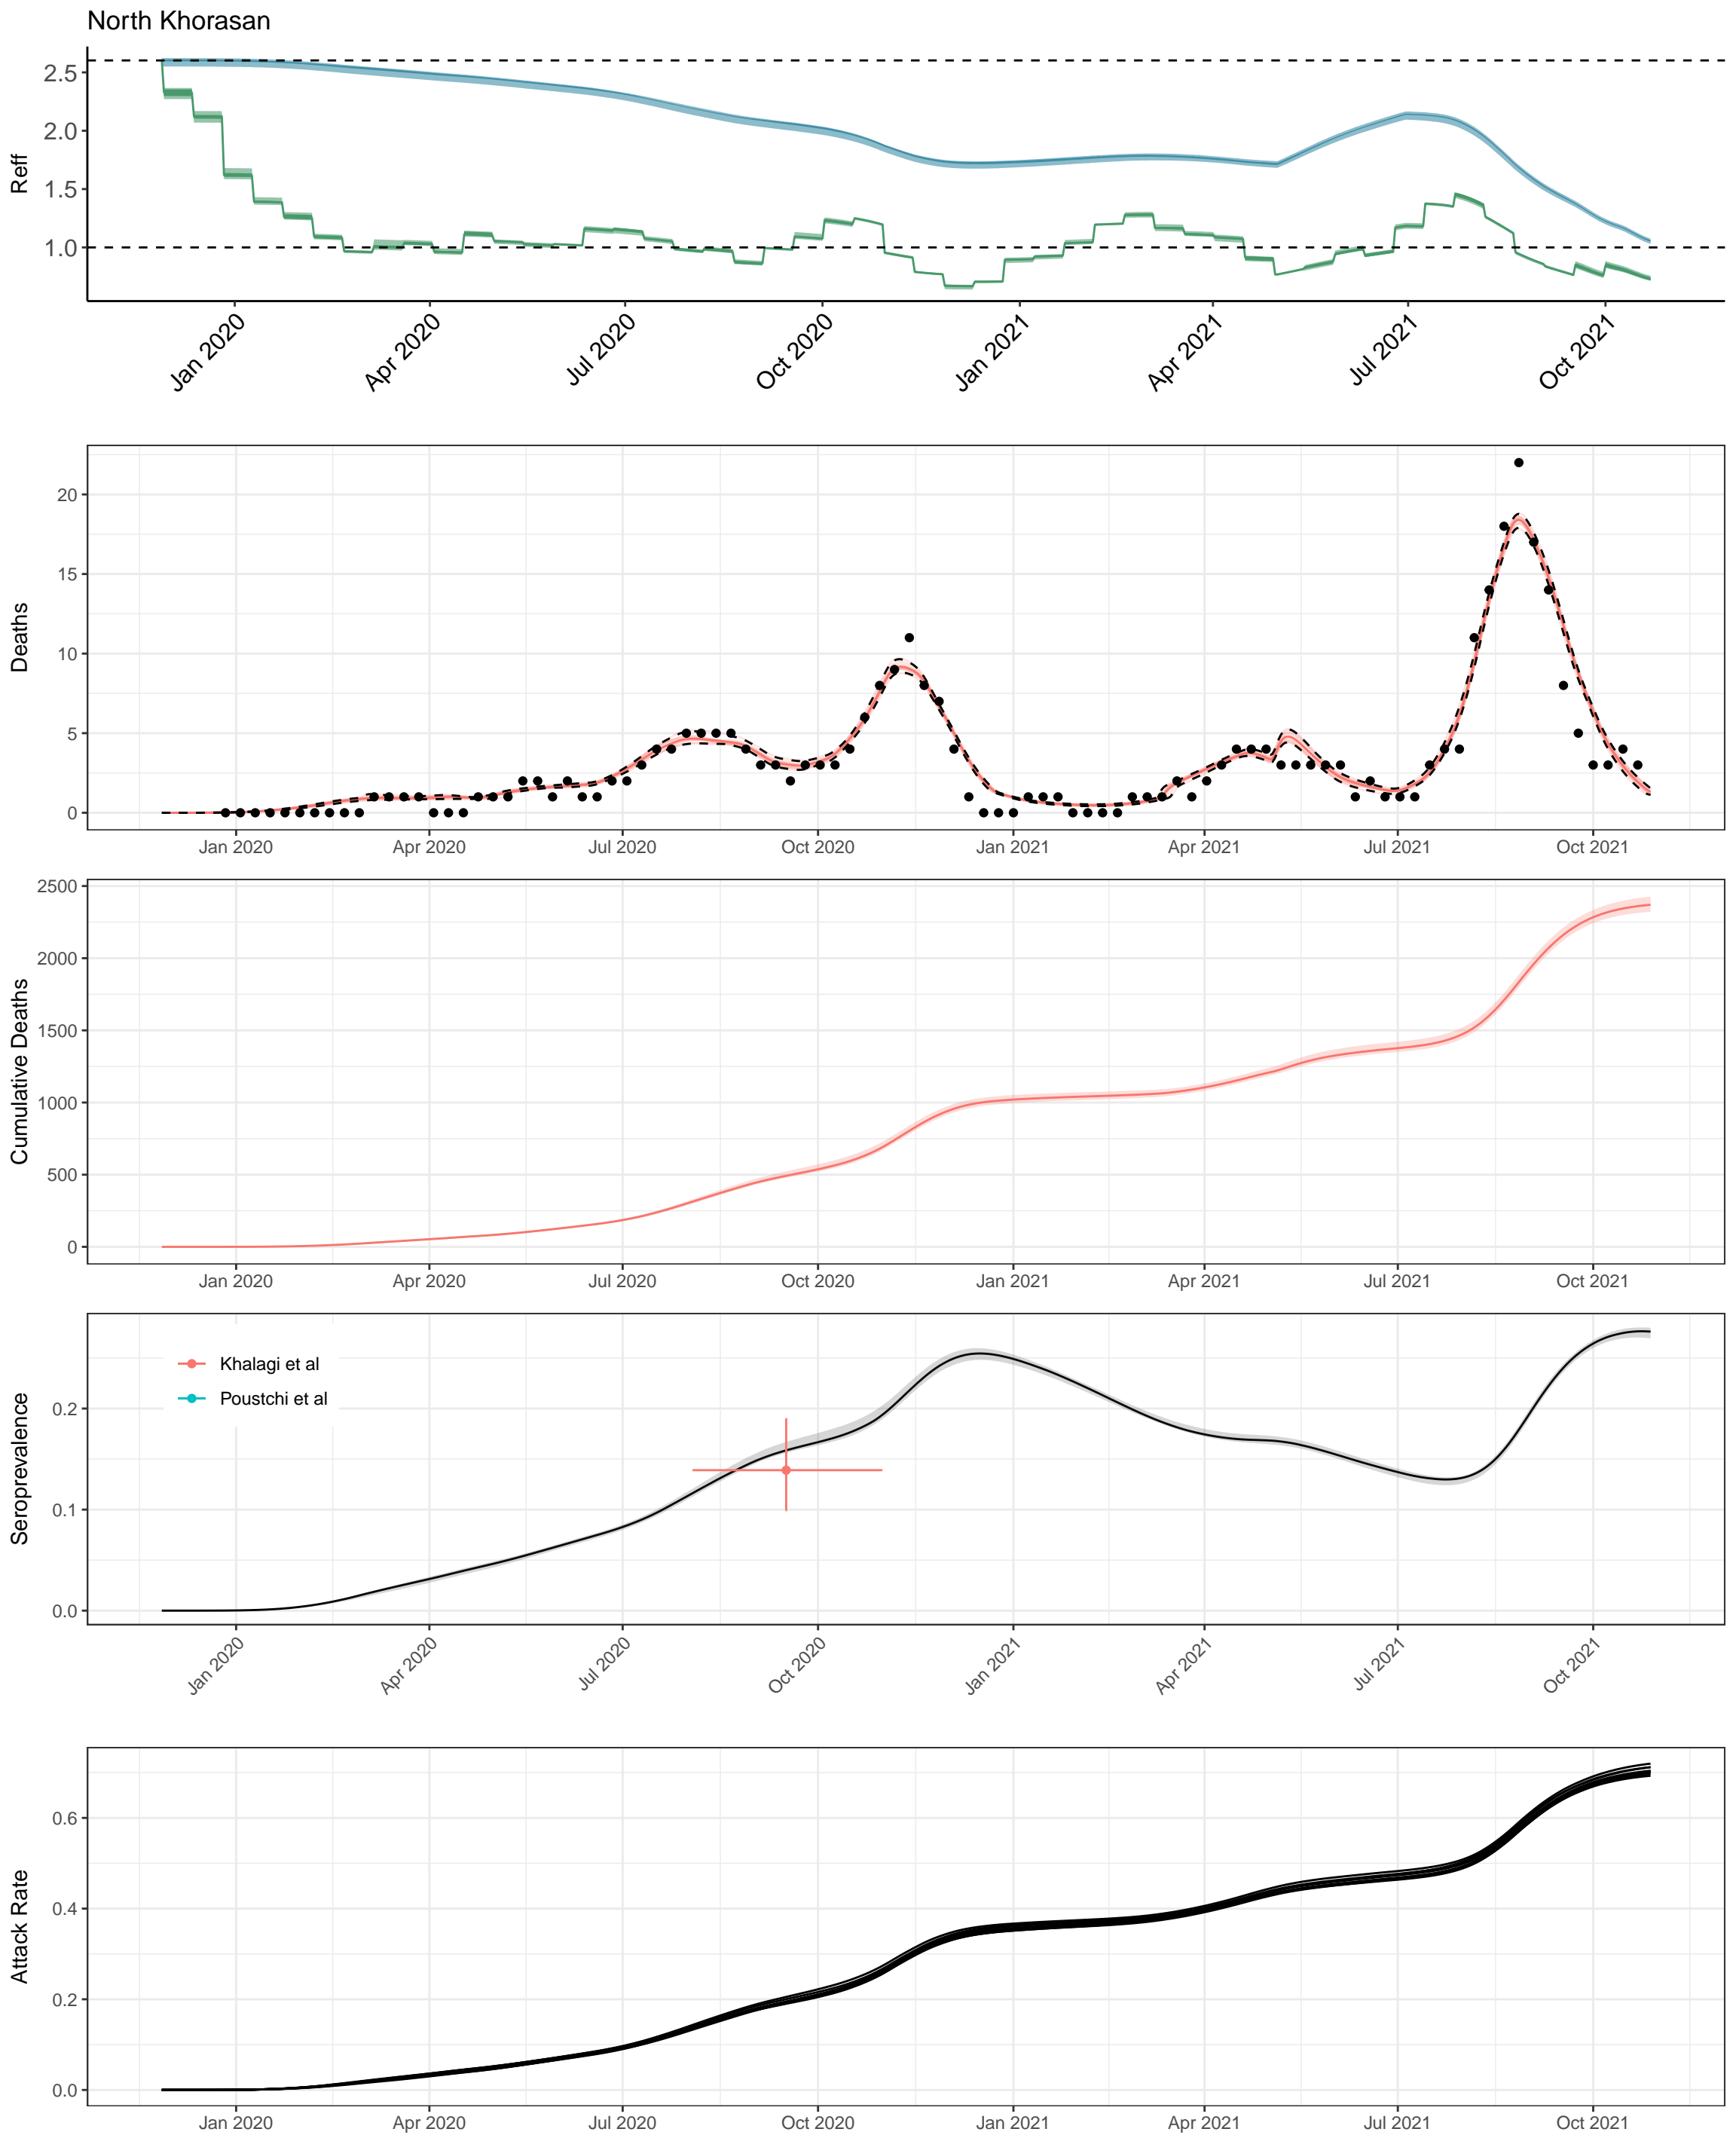 North Khorasan
Reff
2.5
2.0
1.5
1.0
Jan 2020
Apr 2020
Jul 2020
Oct 2020
Jan 2021
Apr 2021
Jul 2021
Oct 2021
Deaths
20
15
10
5
0
Jan 2020
Apr 2020
Jul 2020
Oct 2020
Jan 2021
Apr 2021
Jul 2021
Oct 2021
Cumulative Deaths
2500
2000
1500
1000
500
0
Jan 2020
Apr 2020
Jul 2020
Oct 2020
Jan 2021
Apr 2021
Jul 2021
Oct 2021
Seroprevalence
Khalagi et al
Poustchi et al
0.2
0.1
0.0
Jan 2020
Apr 2020
Jul 2020
Oct 2020
Jan 2021
Apr 2021
Jul 2021
Oct 2021
Attack Rate
0.6
0.4
0.2
0.0
Jan 2020
Apr 2020
Jul 2020
Oct 2020
Jan 2021
Apr 2021
Jul 2021
Oct 2021